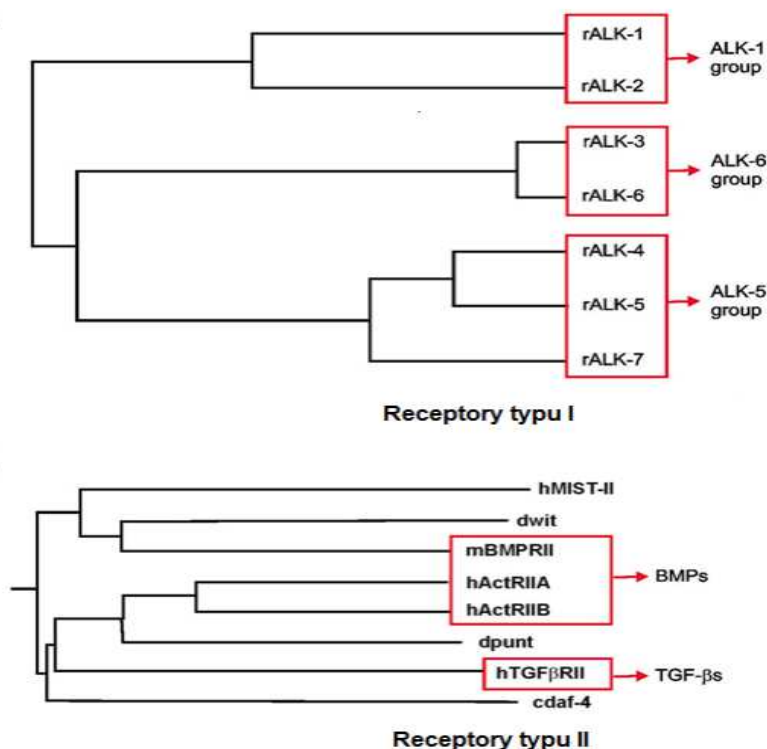 rALK-1
ALK-1
group
rALK-2
rALK-3
ALK-6
group
rALK-6
rALK-4
rALK-5
ALK-5
group
rALK-7
Receptory typu I
hMIST-II
dwit
mBMPRII
hActRIIA
BMPs
hActRIIB
dpunt
hTGFβRII
TGF-βs
cdaf-4
Receptory typu II